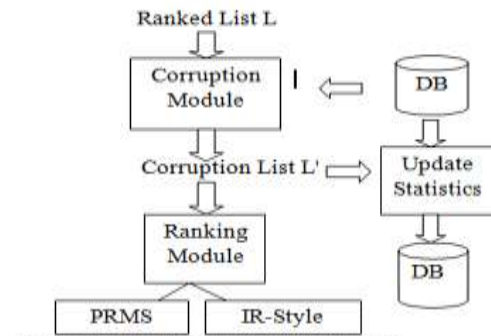 Ranked List L
Corruption
Module
DB
Corruption List L'
Update
Statistics
Ranking
Module
DB
PRMS
IR-Style